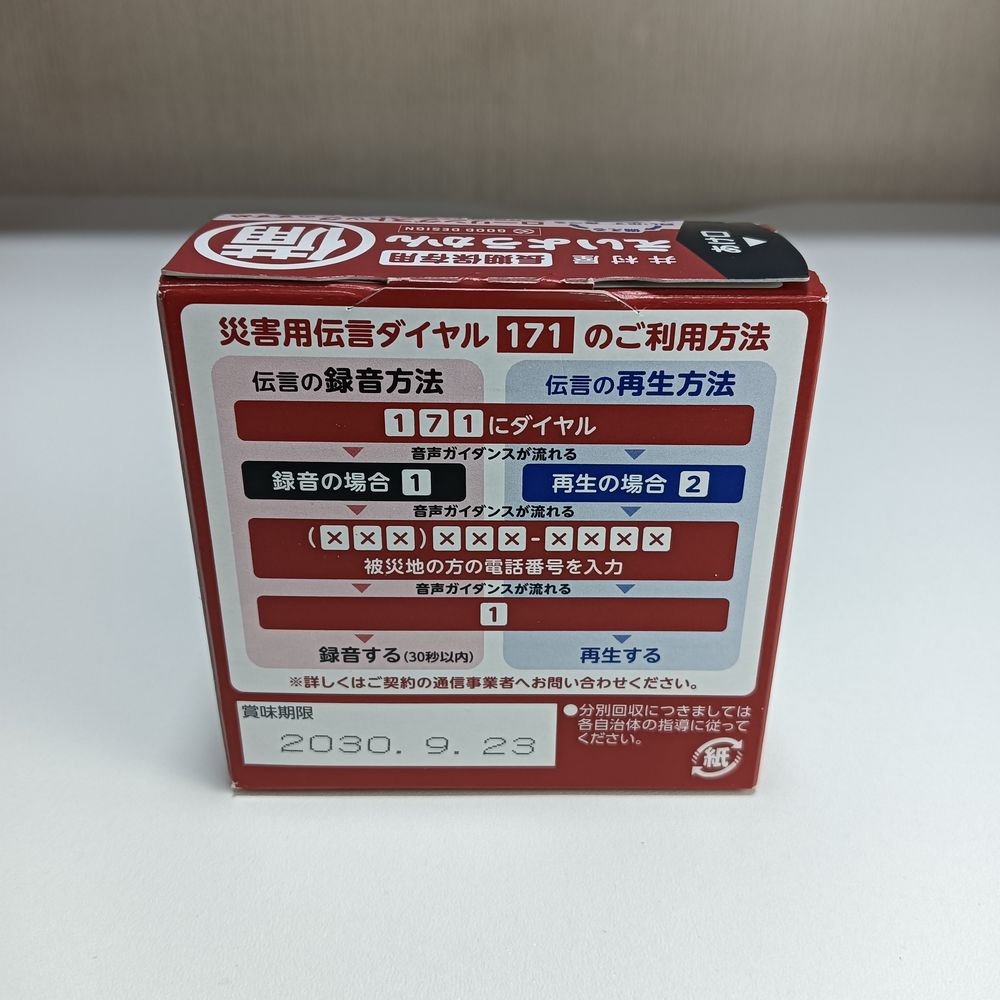 備
長期保存用
井村屋
えいようかん
GOOD DESIGN
あけ口
災害用伝言ダイヤル 171 のご利用方法
伝言の録音方法
伝言の再生方法
171にダイヤル
音声ガイダンスが流れる
録音の場合 1
再生の場合 2
音声ガイダンスが流れる
(×××)×××-××××
被災地の方の電話番号を入力
音声ガイダンスが流れる
1
録音する(30秒以内)
再生する
※詳しくはご契約の通信事業者へお問い合わせください。
賞味期限
2030. 9. 23
●分別回収につきましては
各自治体の指導に従って
ください。
紙